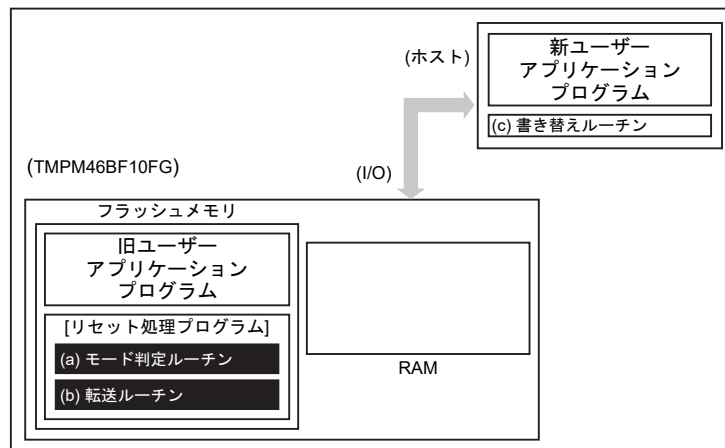 (ホスト)
新ユーザー
アプリケーション
プログラム
(c) 書き替えルーチン
(TMPM46BF10FG)
(I/O)
フラッシュメモリ
旧ユーザー
アプリケーション
プログラム
[リセット処理プログラム]
(a) モード判定ルーチン
(b) 転送ルーチン
RAM